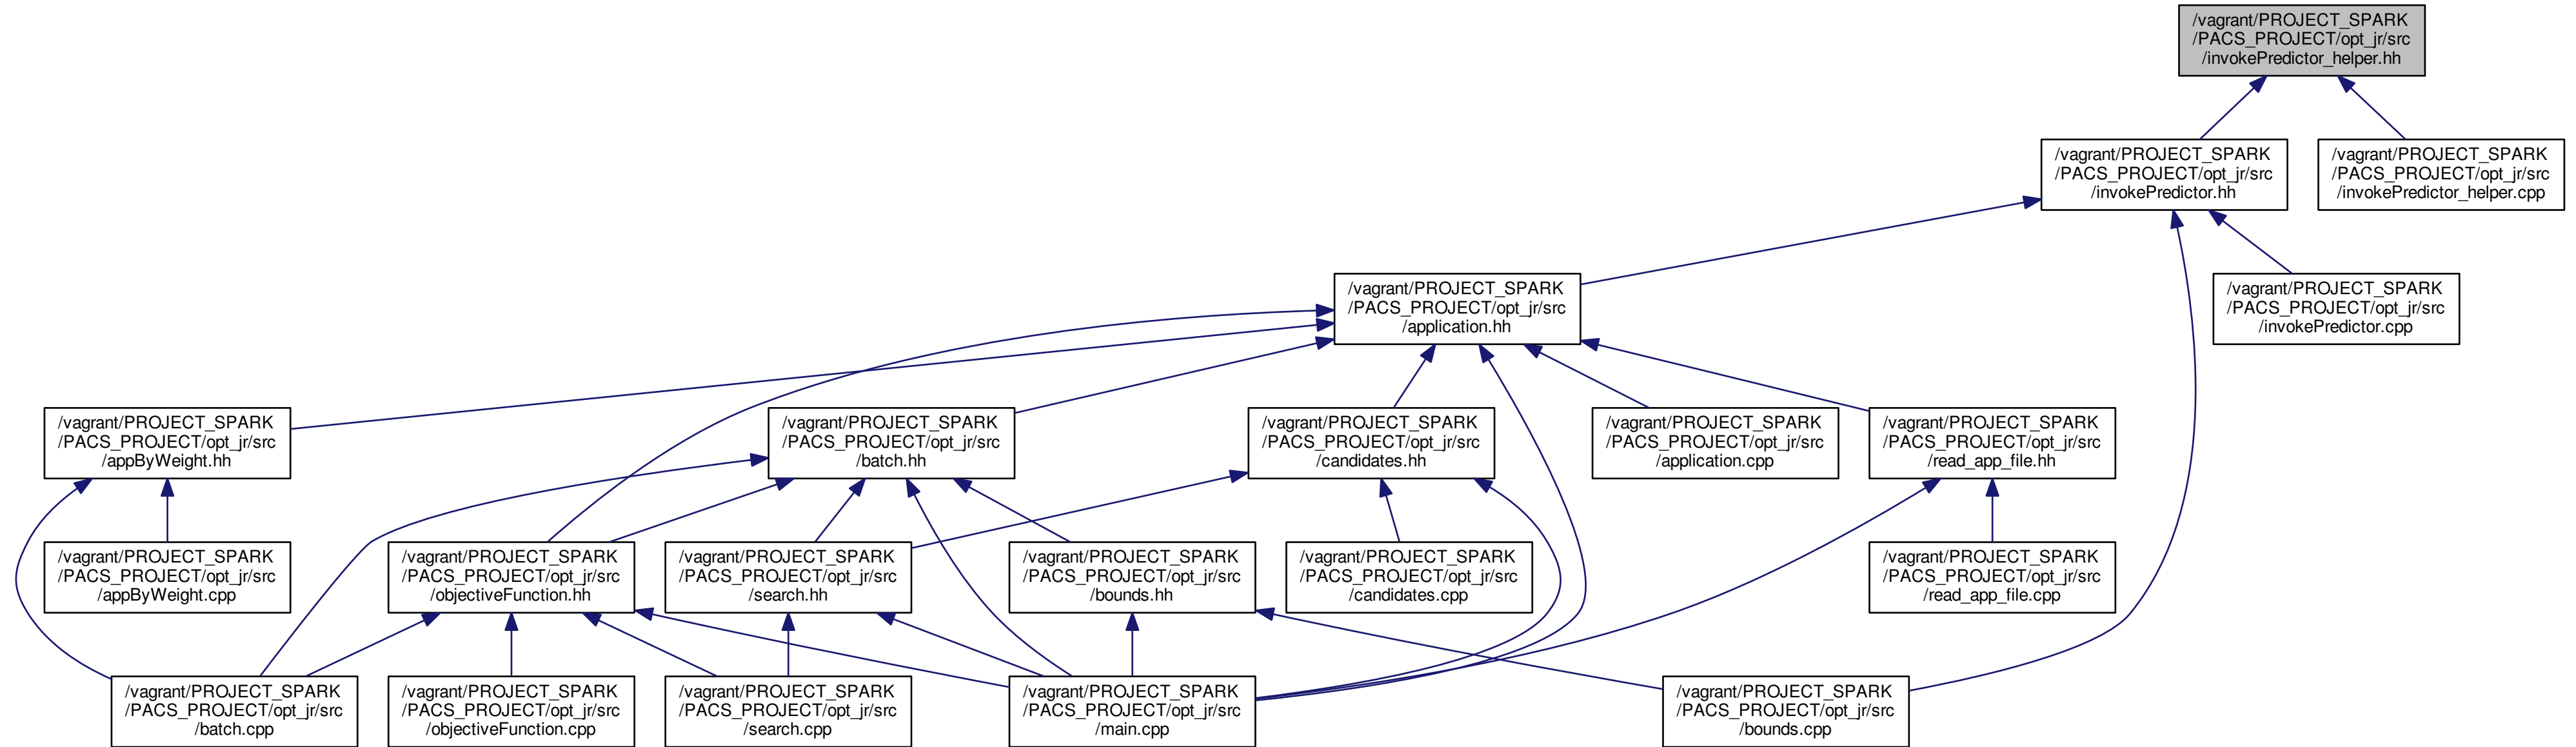 /vagrant/PROJECT_SPARK
/PACS_PROJECT/opt_jr/src
/invokePredictor_helper.hh
/vagrant/PROJECT_SPARK
/PACS_PROJECT/opt_jr/src
/invokePredictor.hh
/vagrant/PROJECT_SPARK
/PACS_PROJECT/opt_jr/src
/invokePredictor_helper.cpp
/vagrant/PROJECT_SPARK
/PACS_PROJECT/opt_jr/src
/application.hh
/vagrant/PROJECT_SPARK
/PACS_PROJECT/opt_jr/src
/invokePredictor.cpp
/vagrant/PROJECT_SPARK
/PACS_PROJECT/opt_jr/src
/appByWeight.hh
/vagrant/PROJECT_SPARK
/PACS_PROJECT/opt_jr/src
/batch.hh
/vagrant/PROJECT_SPARK
/PACS_PROJECT/opt_jr/src
/candidates.hh
/vagrant/PROJECT_SPARK
/PACS_PROJECT/opt_jr/src
/application.cpp
/vagrant/PROJECT_SPARK
/PACS_PROJECT/opt_jr/src
/read_app_file.hh
/vagrant/PROJECT_SPARK
/PACS_PROJECT/opt_jr/src
/appByWeight.cpp
/vagrant/PROJECT_SPARK
/PACS_PROJECT/opt_jr/src
/objectiveFunction.hh
/vagrant/PROJECT_SPARK
/PACS_PROJECT/opt_jr/src
/search.hh
/vagrant/PROJECT_SPARK
/PACS_PROJECT/opt_jr/src
/bounds.hh
/vagrant/PROJECT_SPARK
/PACS_PROJECT/opt_jr/src
/candidates.cpp
/vagrant/PROJECT_SPARK
/PACS_PROJECT/opt_jr/src
/read_app_file.cpp
/vagrant/PROJECT_SPARK
/PACS_PROJECT/opt_jr/src
/batch.cpp
/vagrant/PROJECT_SPARK
/PACS_PROJECT/opt_jr/src
/objectiveFunction.cpp
/vagrant/PROJECT_SPARK
/PACS_PROJECT/opt_jr/src
/search.cpp
/vagrant/PROJECT_SPARK
/PACS_PROJECT/opt_jr/src
/main.cpp
/vagrant/PROJECT_SPARK
/PACS_PROJECT/opt_jr/src
/bounds.cpp